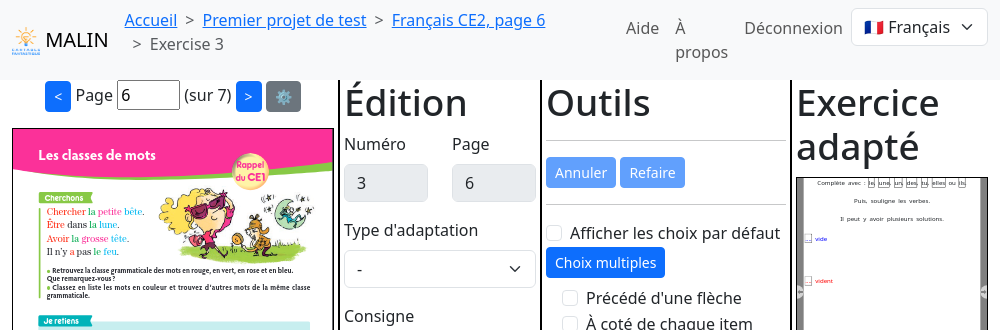 MALIN
Accueil > Premier projet de test > Français CE2, page 6
> Exercise 3
Aide
À propos
Déconnexion
🇫🇷 Français
< Page 6 (sur 7) > ⚙️
Les classes de mots
Rappel
du CE1
Cherchons
Chercher la petite bête.
Être dans la lune.
Avoir la grosse tête.
Il n'y a pas le feu.
• Retrouvez la classe grammaticale des mots en rouge, en vert, en rose et en bleu.
Que remarquez-vous ?
• Classez en liste les mots en couleur et trouvez d'autres mots de la même classe
grammaticale.
Je retiens
Édition
Numéro Page
3 6
Type d'adaptation
-
Consigne
Outils
Annuler Refaire
Afficher les choix par défaut
Choix multiples
Précédé d'une flèche
À coté de chaque item
Exercice
adapté
Complète avec : je, une, un, des, tu, elles ou ils.
Puis, souligne les verbes.
Il peut y avoir plusieurs solutions.
... vide
... vident